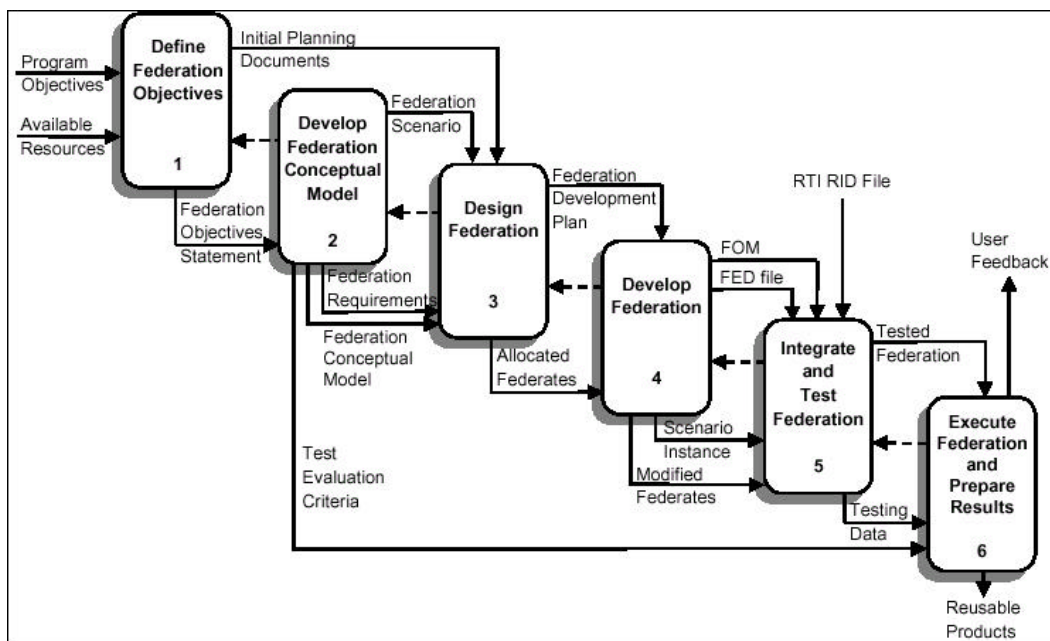 Program
Objectives
Available
Resources
Define
Federation
Objectives
1
Initial Planning
Documents
Federation
Objectives
Statement
Develop
Federation
Conceptual
Model
2
Federation
Scenario
Federation
Requirements
Federation
Conceptual
Model
Test
Evaluation
Criteria
Design
Federation
3
Federation
Development
Plan
Allocated
Federates
Develop
Federation
4
FOM
FED file
RTI RID File
Scenario
Instance
Modified
Federates
Integrate
and
Test
Federation
5
Tested
Federation
Testing
Data
User
Feedback
Execute
Federation
and
Prepare
Results
6
Reusable
Products